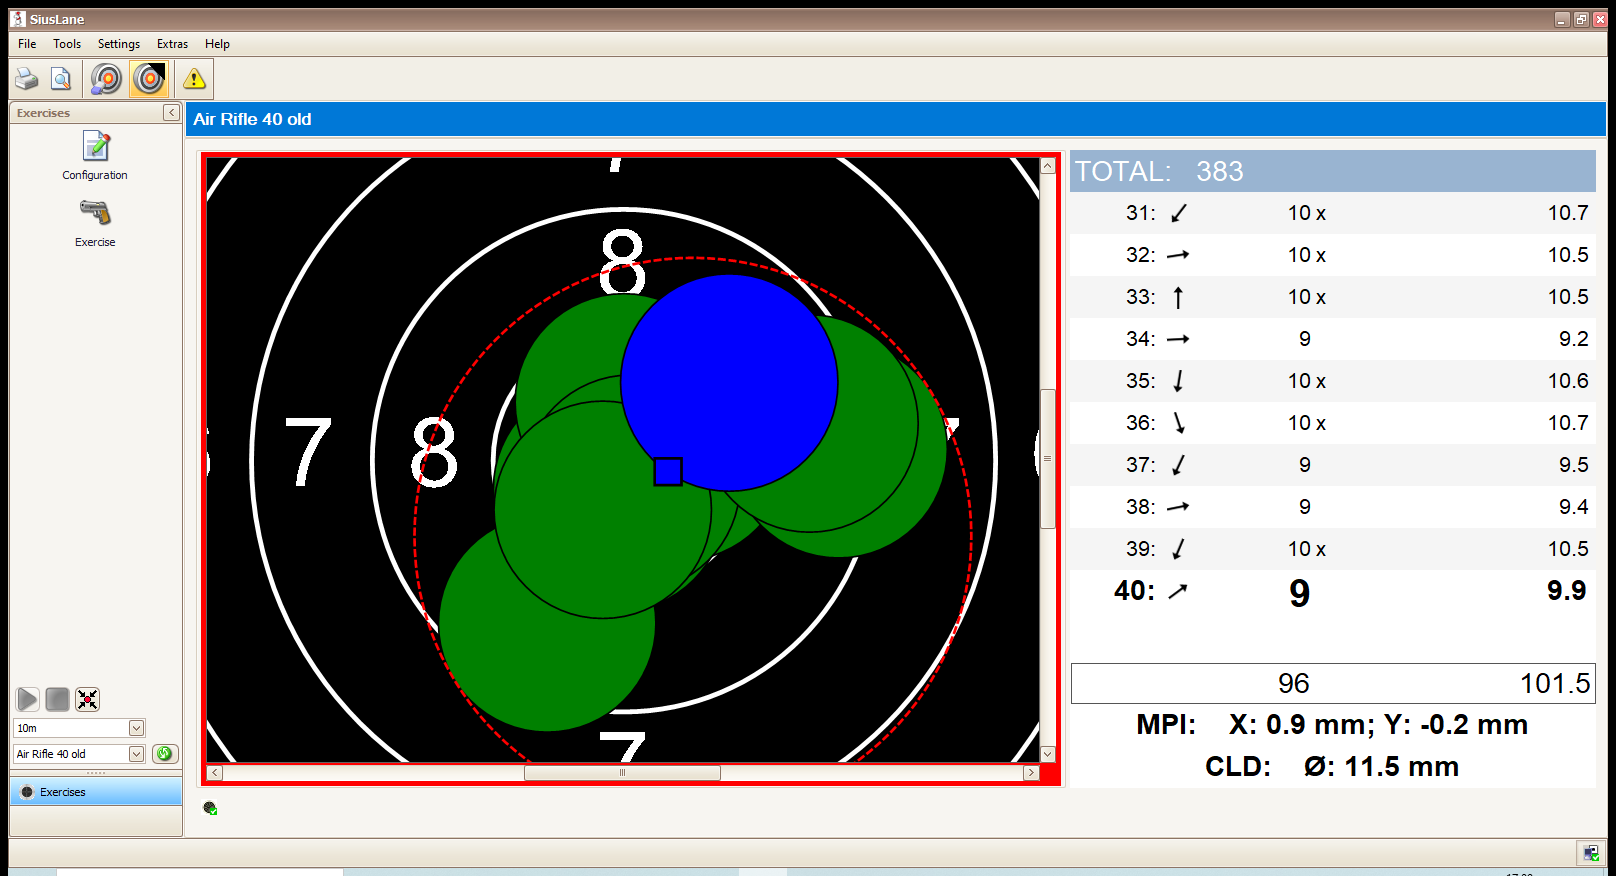 SiusLane
File Tools Settings Extras Help
Exercises
Configuration
Exercise
10m
Air Rifle 40 old
Exercises
Air Rifle 40 old
7
8
7 8 7
7
TOTAL: 383
31: 10 x 10.7
32: 10 x 10.5
33: 10 x 10.5
34: 9 9.2
35: 10 x 10.6
36: 10 x 10.7
37: 9 9.5
38: 9 9.4
39: 10 x 10.5
40: 9 9.9
96 101.5
MPI: X: 0.9 mm; Y: -0.2 mm
CLD: Ø: 11.5 mm